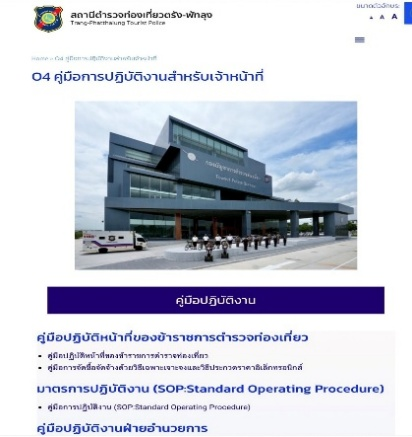 สถานีตำรวจท่องเที่ยวตรัง-พัทลุง
Trang-Phatthalung Tourist Police
ขนาดตัวอักษร:
A A A
Home » O4 คู่มือการปฏิบัติงานสำหรับเจ้าหน้าที่
O4 คู่มือการปฏิบัติงานสำหรับเจ้าหน้าที่
คู่มือปฏิบัติงาน
คู่มือปฏิบัติหน้าที่ของข้าราชการตำรวจท่องเที่ยว
คู่มือปฏิบัติหน้าที่ของข้าราชการตำรวจท่องเที่ยว
คู่มือการจัดซื้อจัดจ้างด้วยวิธีเฉพาะเจาะจงและวิธีประกวดราคาอิเล็กทรอนิกส์
มาตรการปฏิบัติงาน (SOP:Standard Operating Procedure)
คู่มือการปฏิบัติงาน (SOP:Standard Operating Procedure)
คู่มือปฏิบัติงานฝ่ายอำนวยการ